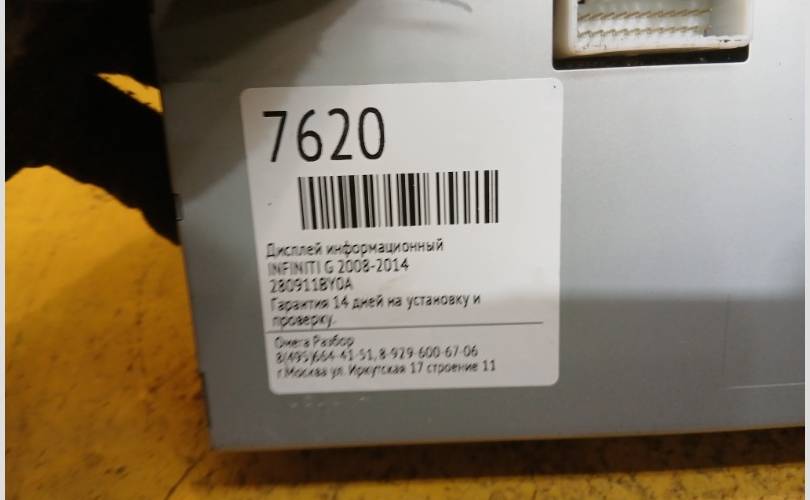 7620
Дисплей информационный
INFINITI G 2008-2014
280911BY0A
Гарантия 14 дней на установку и
проверку.
Омега Разбор
8(495)664-41-51, 8-929-600-67-06
г.Москва ул. Иркутская 17 строение 11